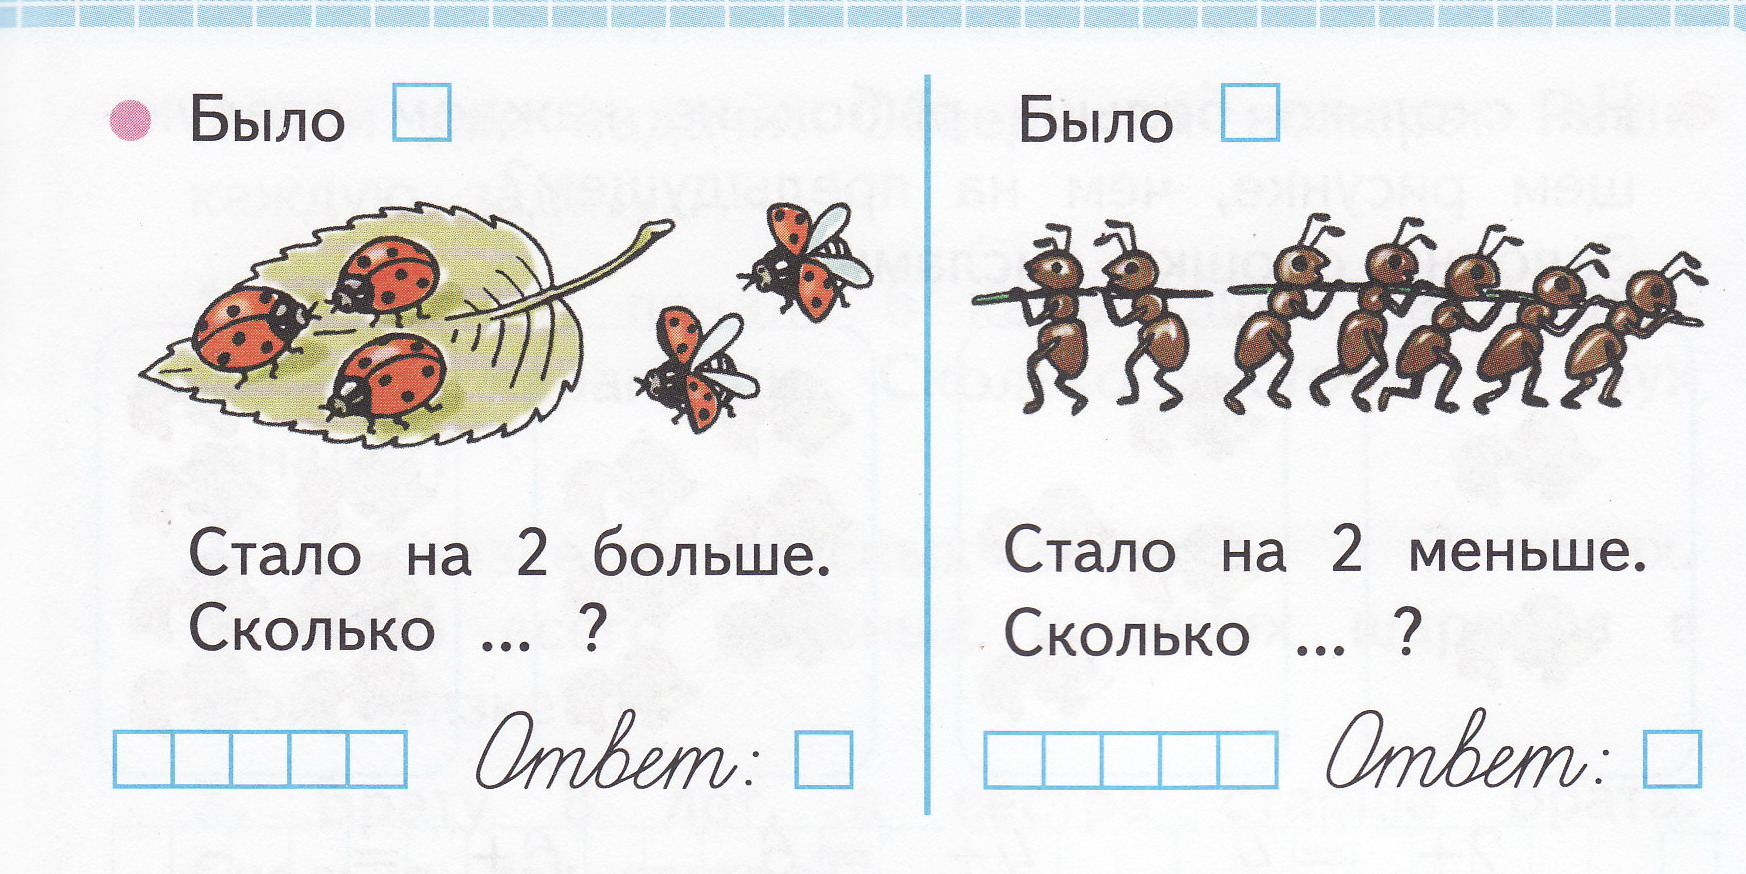 Было
Стало на 2 больше.
Сколько ... ?
Ответ:
Было
Стало на 2 меньше.
Сколько ... ?
Ответ: